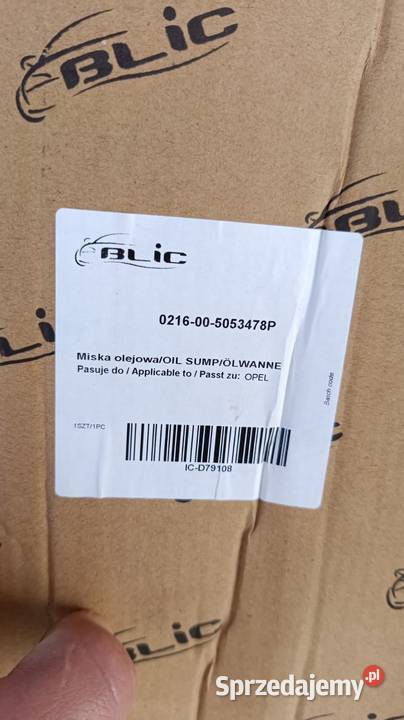 BLiC
BLiC
BLiC
0216-00-5053478P
Miska olejowa/OIL SUMP/ÖLWANNE
Pasuje do / Applicable to / Passt zu: OPEL
Batch code
1SZT/1PC
IC-D79108
BLiC
Sprzedajemy.pl